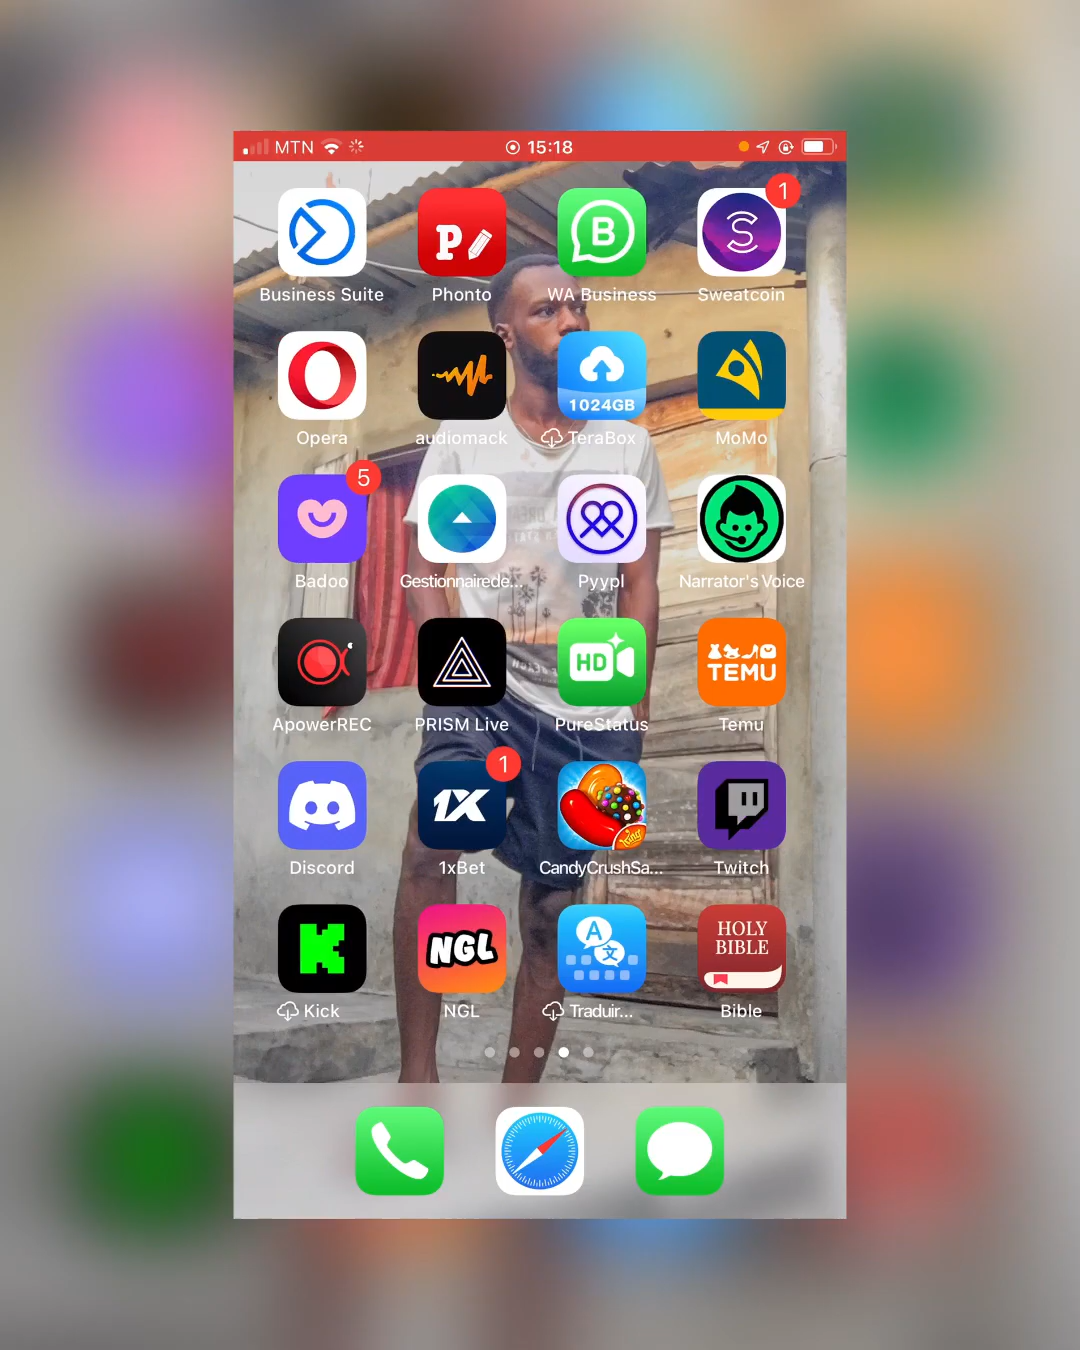 MTN 15:18
1
P B S
Business Suite Phonto WA Business Sweatcoin
1024GB
Opera audiomack TeraBox MoMo
5
Badoo Gestionnairede... Pyypl Narrator's Voice
HD TEMU
ApowerREC PRISM Live PureStatus Temu
1
1X King
Discord 1xBet CandyCrushSa... Twitch
K NGL A 文 HOLY
BIBLE
Kick NGL Traduir... Bible